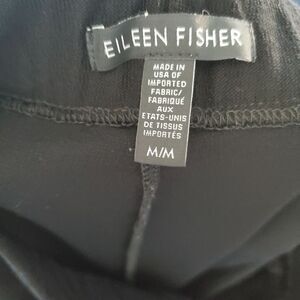 EILEEN FISHER
MADE IN
USA OF
IMPORTED
FABRIC/
FABRIQUÉ
AUX
ETATS-UNIS
DE TISSUS
IMPORTÉS
M/M